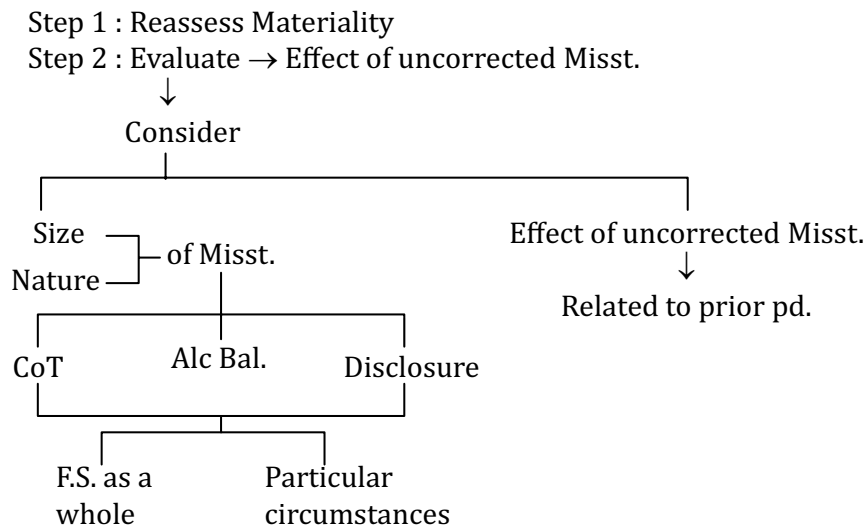 Step 1 : Reassess Materiality
Step 2 : Evaluate → Effect of uncorrected Misst.
↓
Consider
Size
Nature
of Misst.
Effect of uncorrected Misst.
↓
Related to prior pd.
CoT
Alc Bal.
Disclosure
F.S. as a
whole
Particular
circumstances